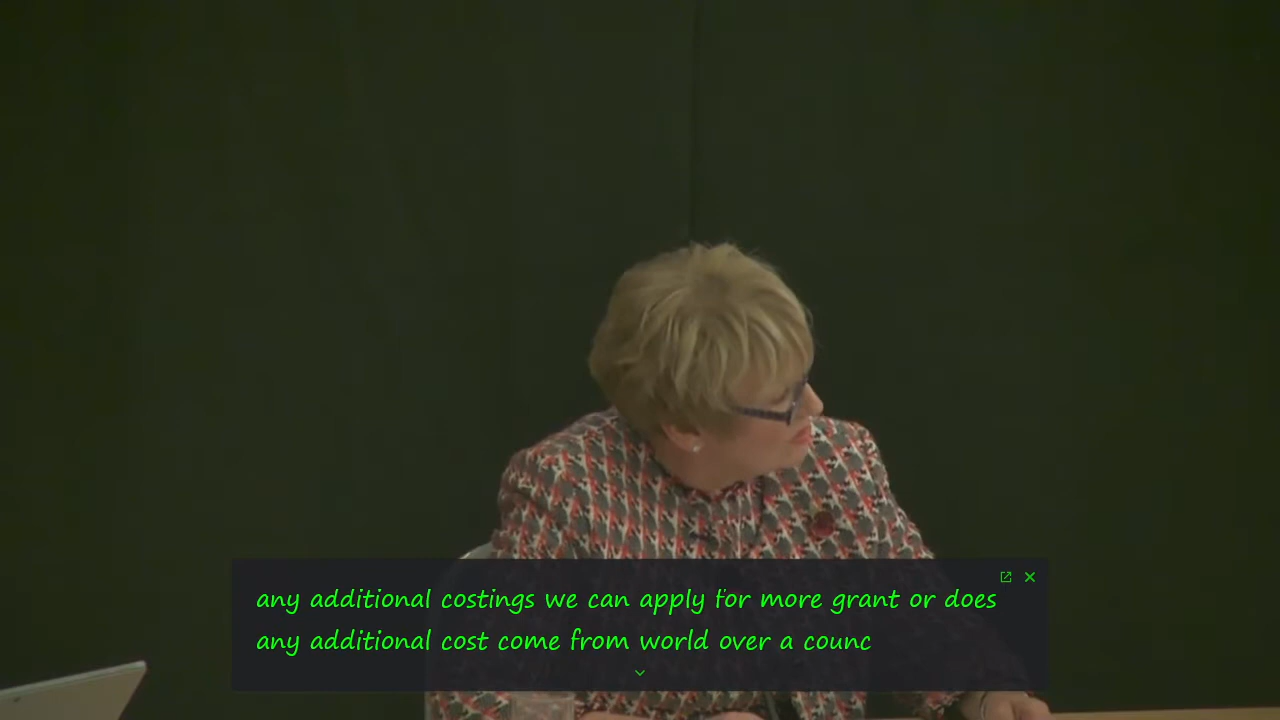 any additional costings we can apply for more grant or does
any additional cost come from world over a counc